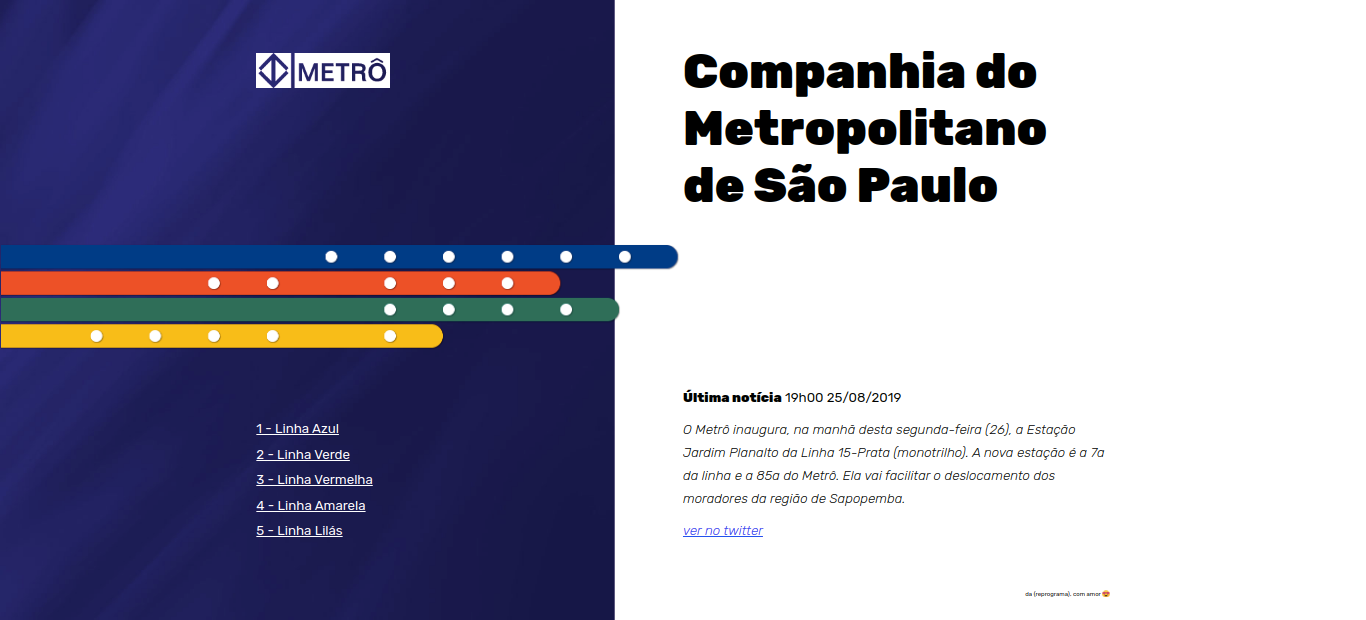 METRÔ
1 - Linha Azul
2 - Linha Verde
3 - Linha Vermelha
4 - Linha Amarela
5 - Linha Lilás
Companhia do
Metropolitano
de São Paulo
Última notícia 19h00 25/08/2019
O Metrô inaugura, na manhã desta segunda-feira (26), a Estação
Jardim Planalto da Linha 15-Prata (monotrilho). A nova estação é a 7a
da linha e a 85a do Metrô. Ela vai facilitar o deslocamento dos
moradores da região de Sapopemba.
ver no twitter
da {reprograma}, com amor 😍